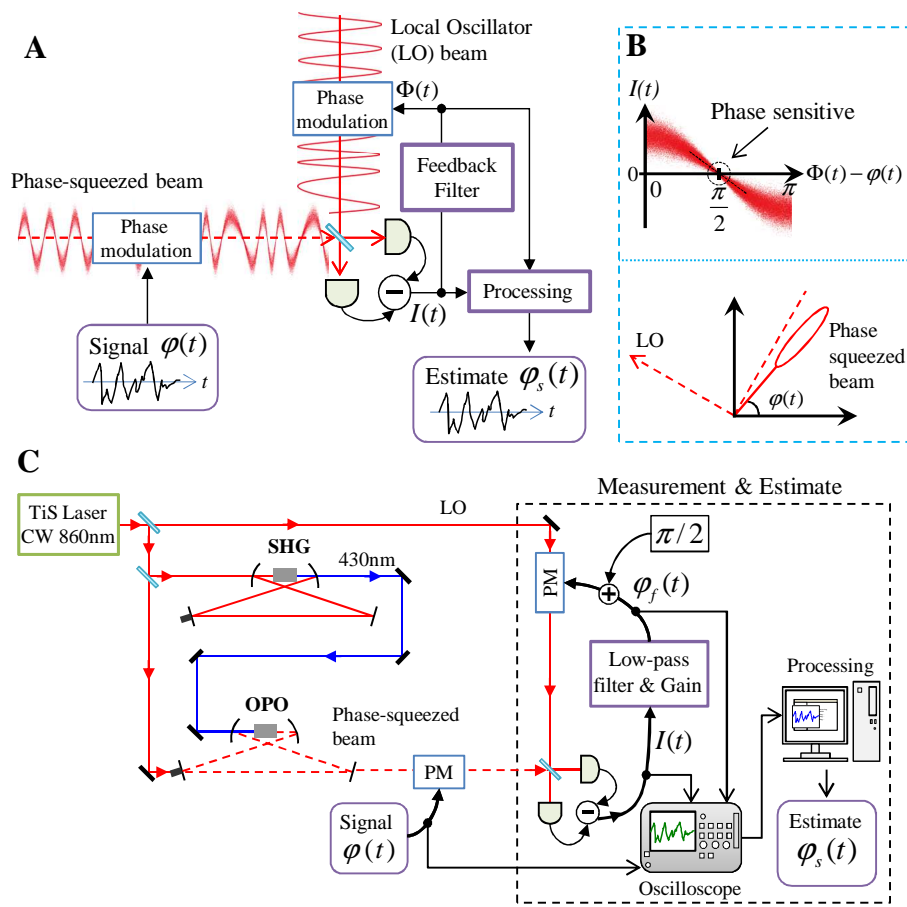 A
Local Oscillator
(LO) beam
Φ(t)
Phase
modulation
Feedback
Filter
Phase-squeezed beam
Phase
modulation
I(t)
Processing
Signal φ(t)
t
Estimate φs(t)
t
B
I(t)
Phase sensitive
0
0
π/2
π
Φ(t) − φ(t)
LO
Phase
squeezed
beam
φ(t)
C
TiS Laser
CW 860nm
LO
SHG
430nm
OPO
Phase-squeezed
beam
PM
Signal
φ(t)
Measurement & Estimate
π/2
PM
φf(t)
Low-pass
filter & Gain
I(t)
Oscilloscope
Processing
Estimate
φs(t)